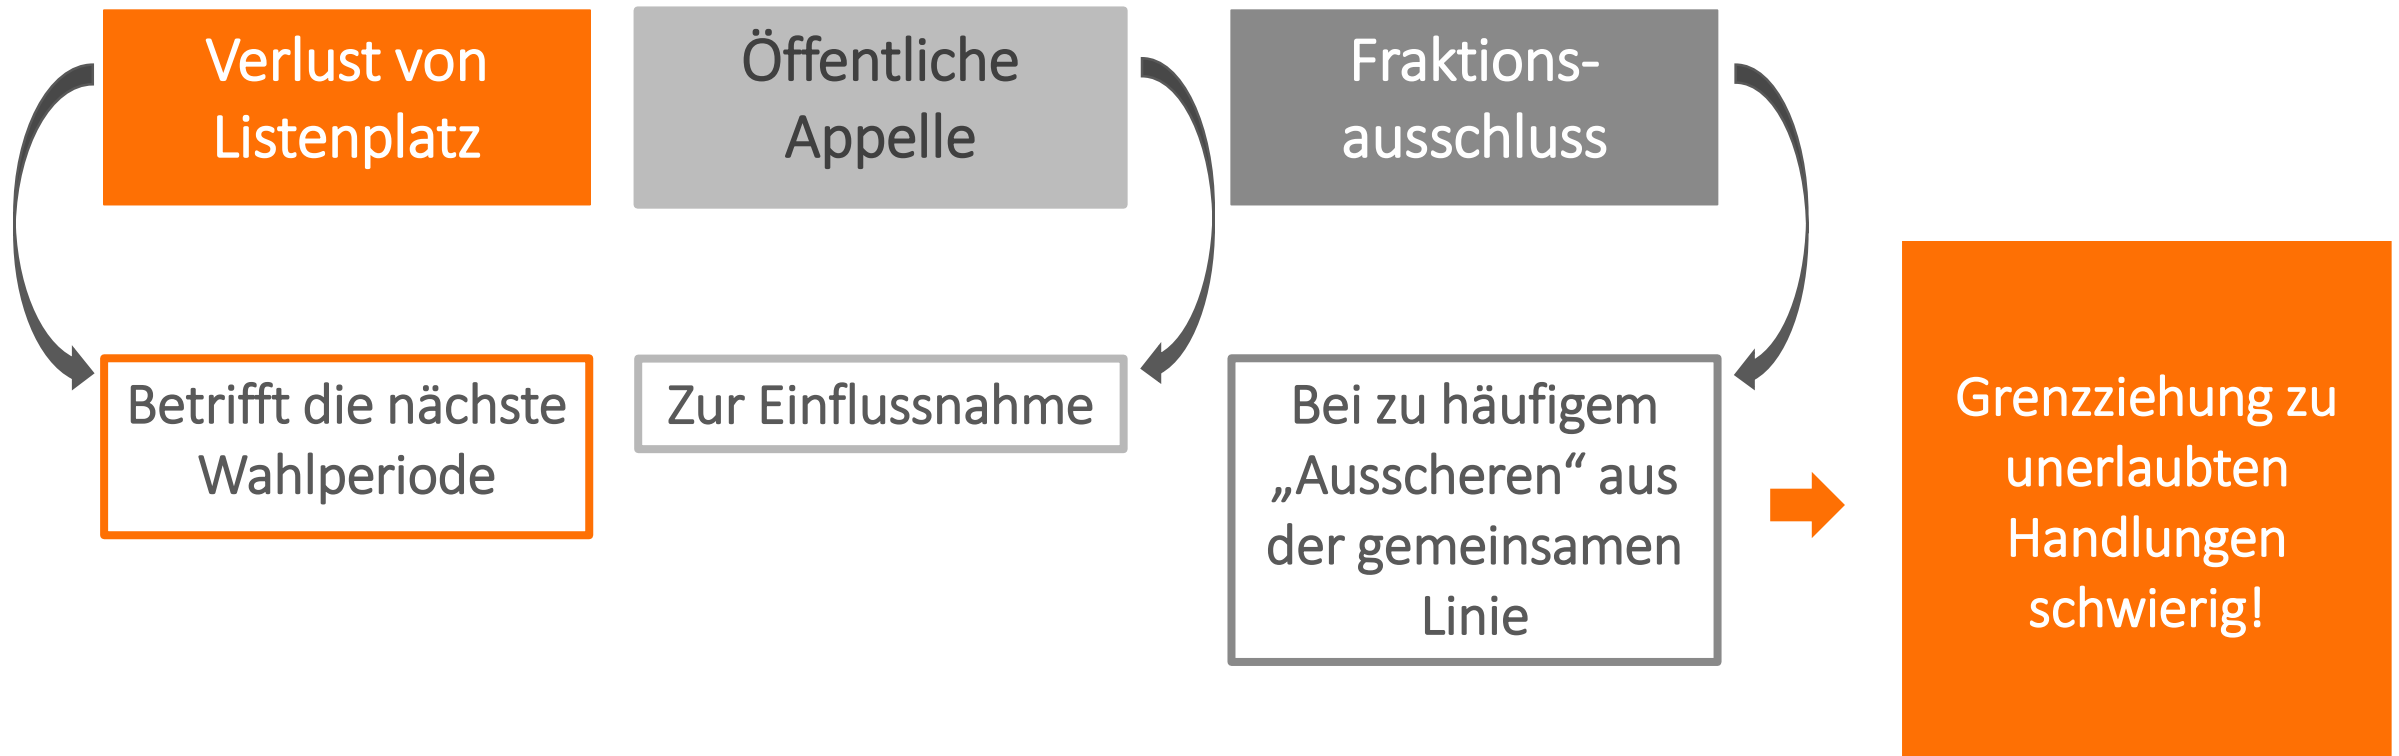 Verlust von
Listenplatz
Öffentliche
Appelle
Fraktions-
ausschluss
Betrifft die nächste
Wahlperiode
Zur Einflussnahme
Bei zu häufigem
„Ausscheren“ aus
der gemeinsamen
Linie
Grenzziehung zu
unerlaubten
Handlungen
schwierig!